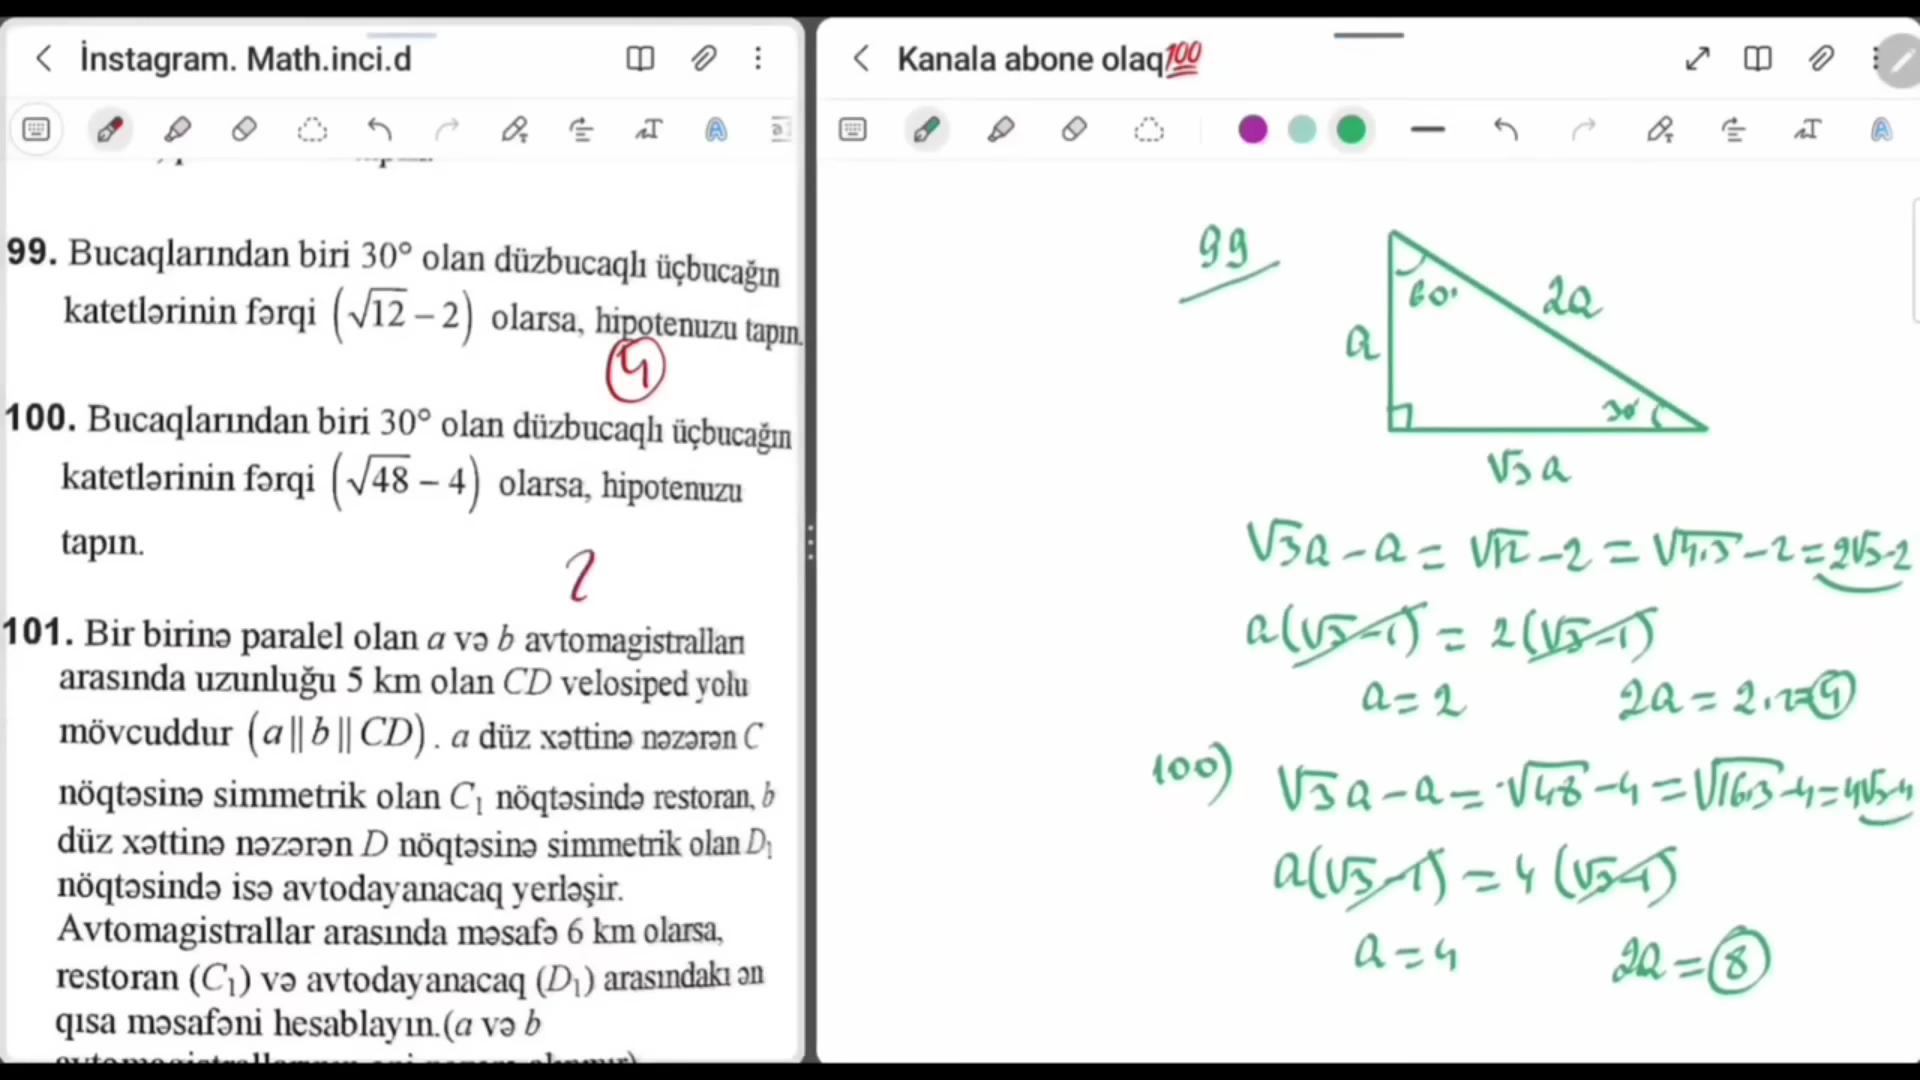 İnstagram. Math.inci.d
99. Bucaqlarından biri 30° olan düzbucaqlı üçbucağın
katetlərinin fərqi (√12 − 2) olarsa, hipotenuzu tapın.
4
100. Bucaqlarından biri 30° olan düzbucaqlı üçbucağın
katetlərinin fərqi (√48 − 4) olarsa, hipotenuzu
tapın.
101. Bir birinə paralel olan a və b avtomagistralları
arasında uzunluğu 5 km olan CD velosiped yolu
mövcuddur (a || b || CD). a düz xəttinə nəzərən C
nöqtəsinə simmetrik olan C₁ nöqtəsində restoran, b
düz xəttinə nəzərən D nöqtəsinə simmetrik olan D₁
nöqtəsində isə avtodayanacaq yerləşir.
Avtomagistrallar arasında məsafə 6 km olarsa,
restoran (C₁) və avtodayanacaq (D₁) arasındakı ən
qısa məsafəni hesablayın.(a və b
Kanala abone olaq💯
99
60°
2a
a
30°
√3 a
√3a − a = √12 − 2 = √4·3 − 2 = 2√3-2
a(√3−1) = 2(√3−1)
a = 2 2a = 2·2=4
100) √3a − a = √48 − 4 = √16·3 − 4 = 4√3-4
a(√3−1) = 4(√3−1)
a = 4 2a = 8